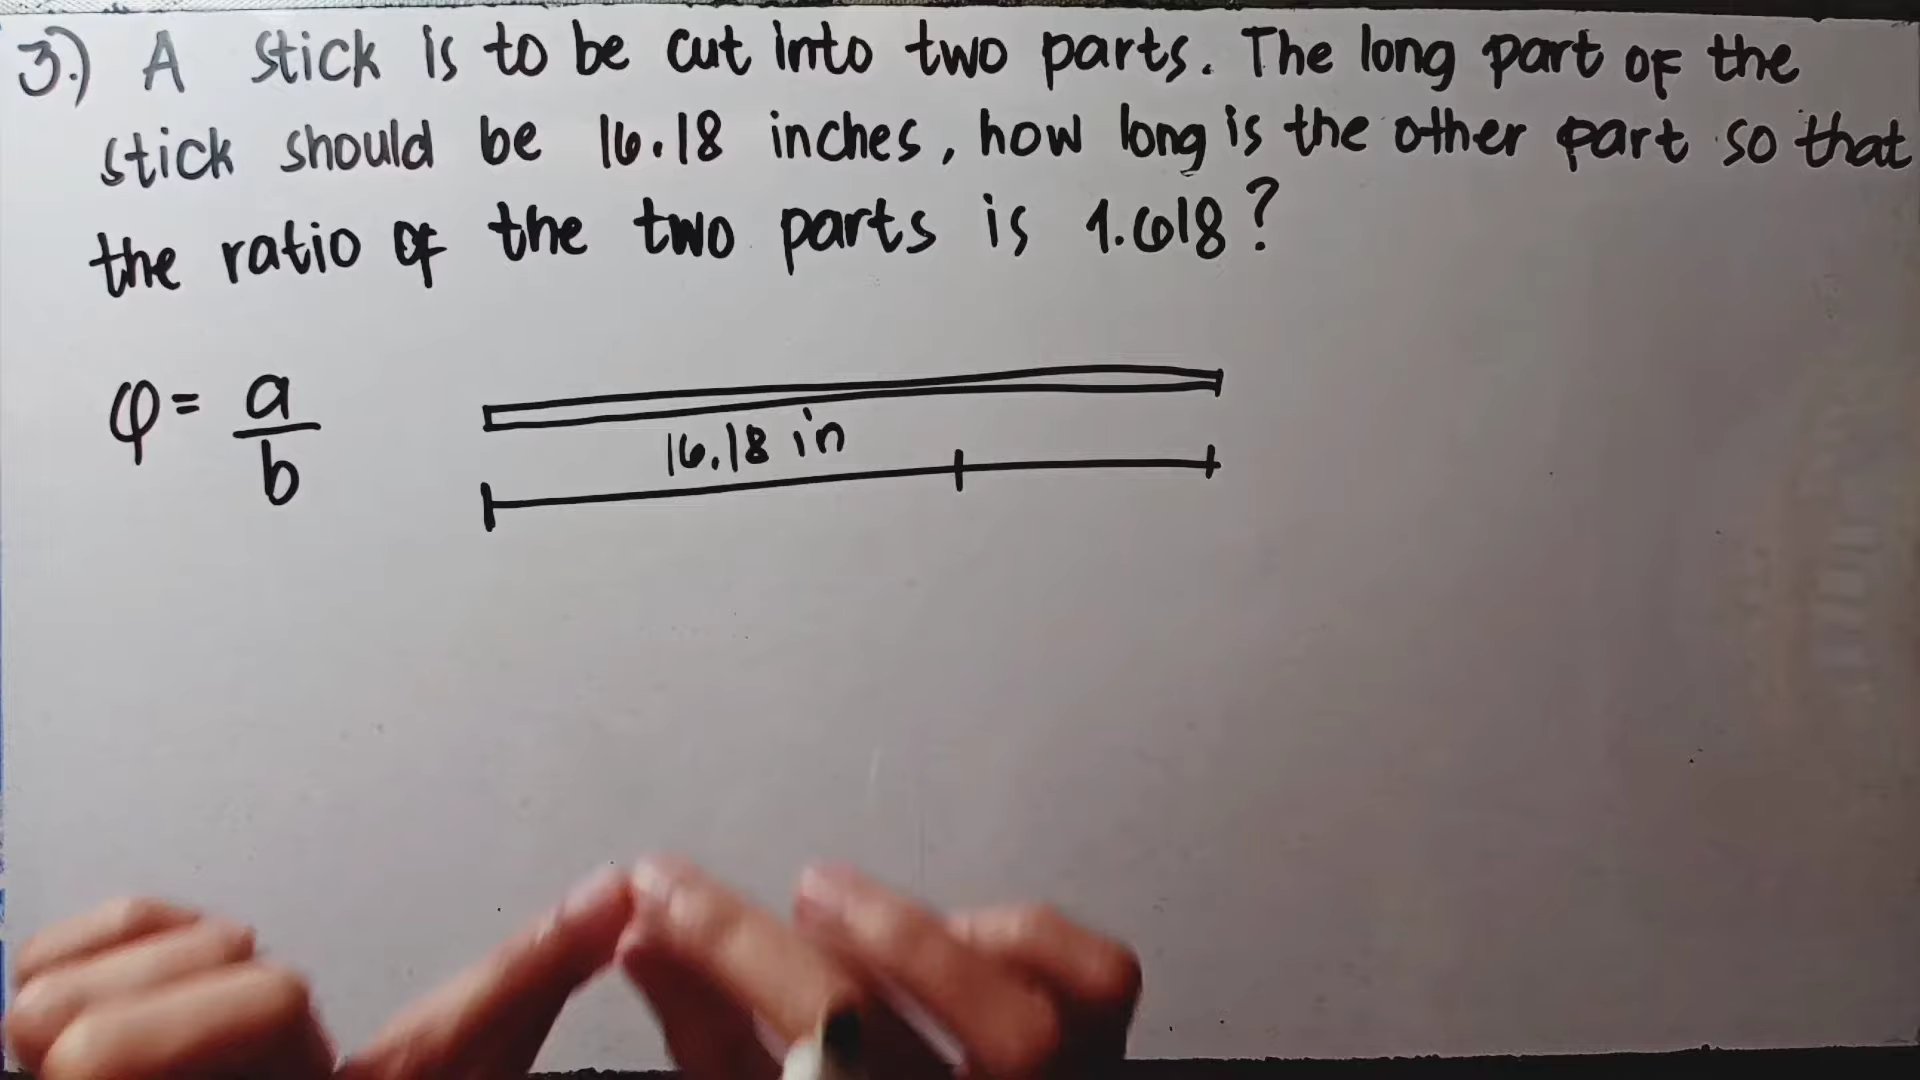 3.) A stick is to be cut into two parts. The long part of the
stick should be 16.18 inches, how long is the other part so that
the ratio of the two parts is 1.618?
φ = a/b
16.18 in